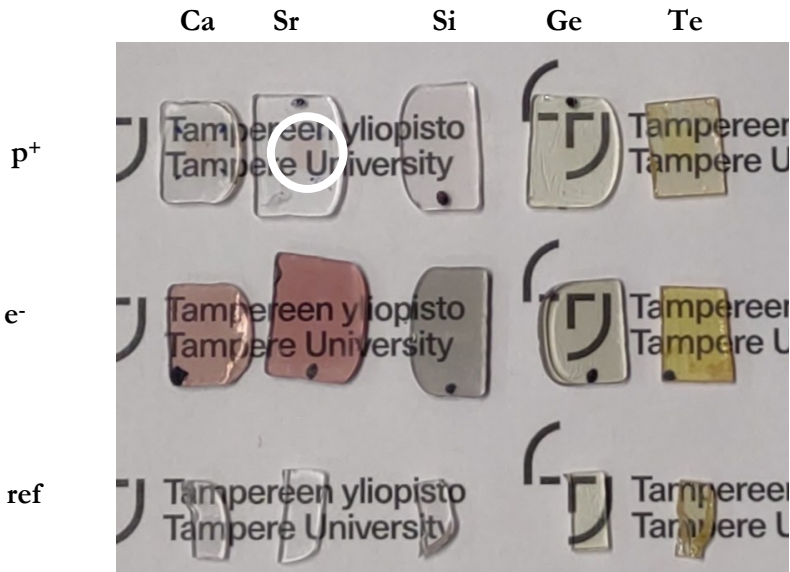 Ca Sr Si Ge Te
p⁺
Tampereen yliopisto Tampereen
Tampere University Tampere U
e⁻
Tampereen yliopisto Tampereen
Tampere University Tampere U
ref
Tampereen yliopisto Tampereen
Tampere University Tampere U